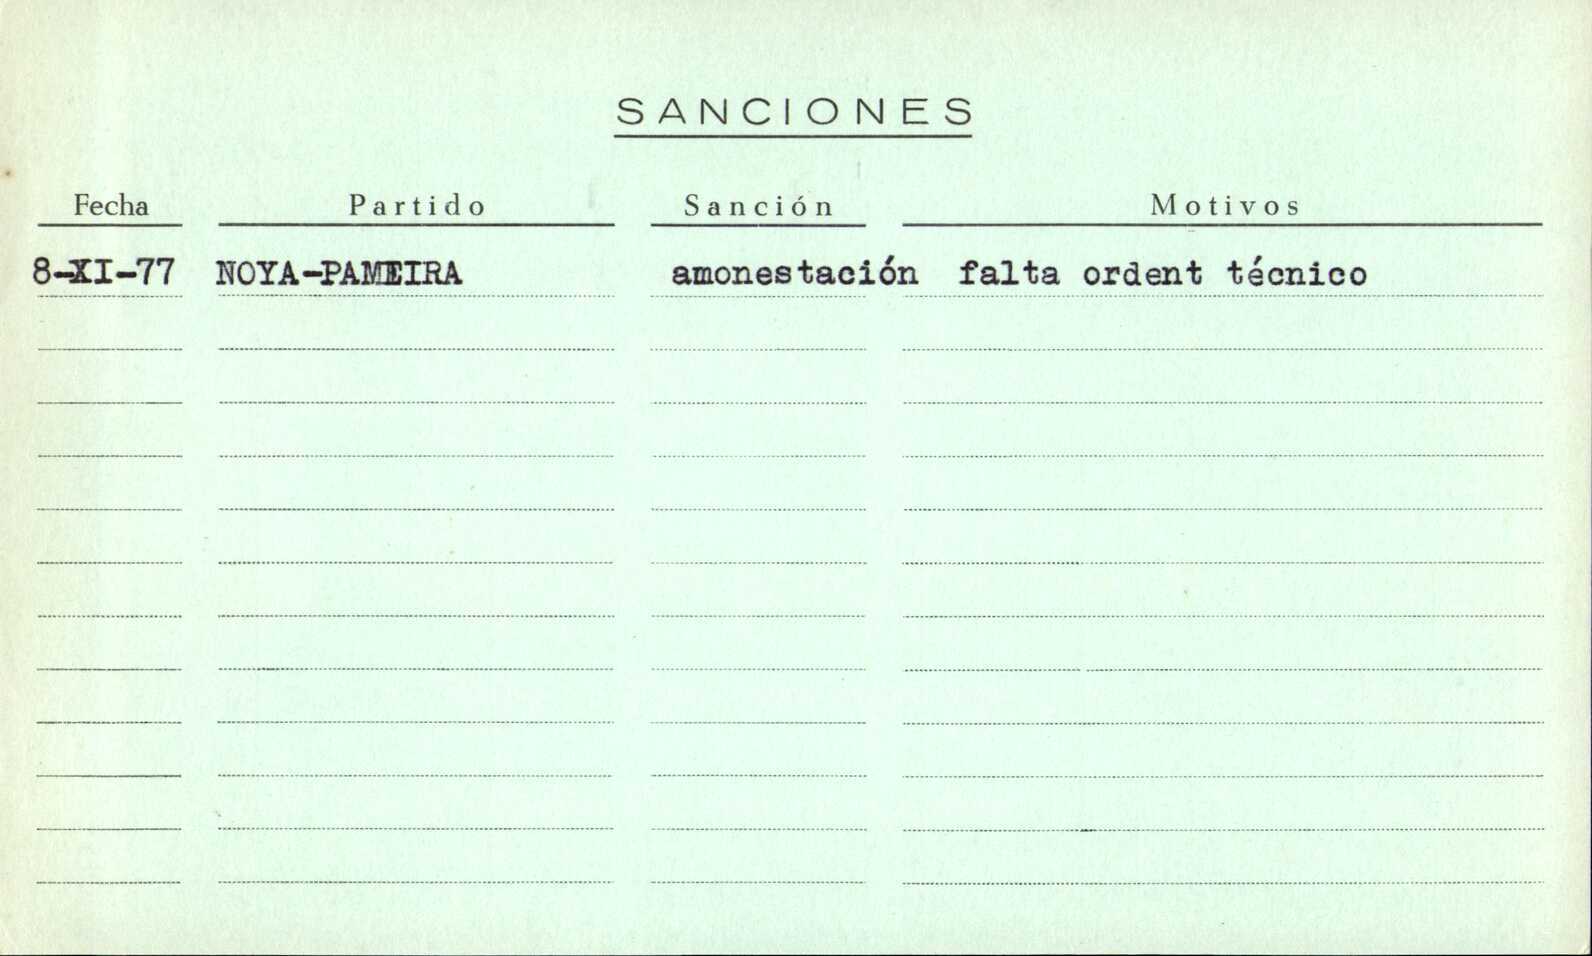 SANCIONES
Fecha Partido Sanción Motivos
8-XI-77 NOYA-PAMEIRA amonestación falta ordent técnico